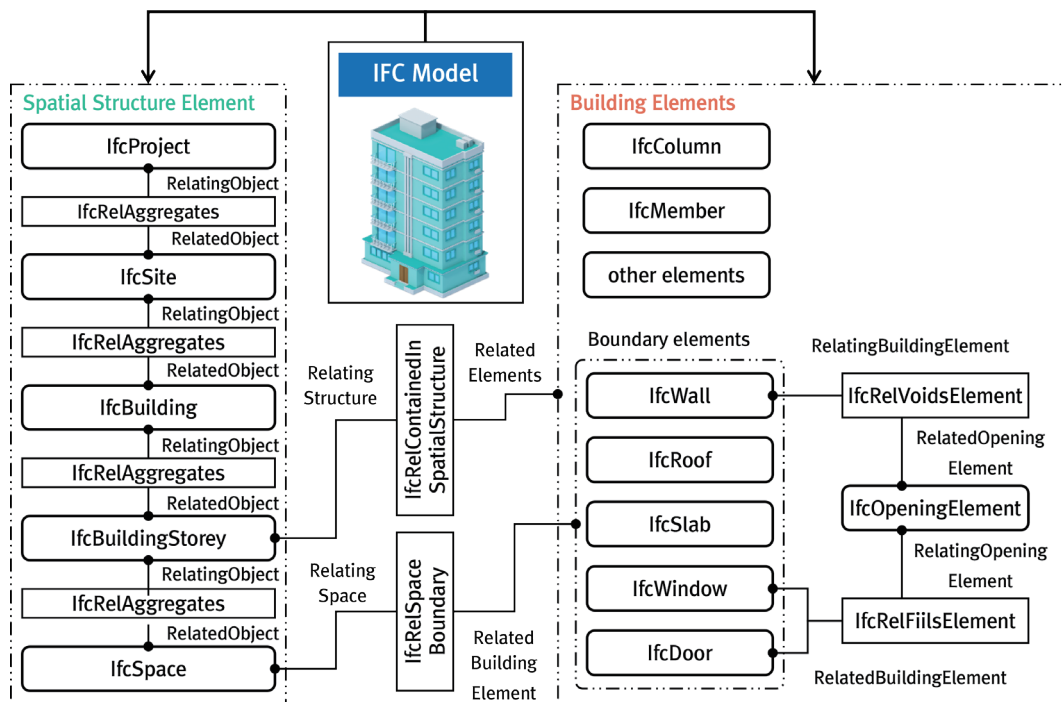 IFC Model
Spatial Structure Element
IfcProject
RelatingObject
IfcRelAggregates
RelatedObject
IfcSite
RelatingObject
IfcRelAggregates
RelatedObject
IfcBuilding
RelatingObject
IfcRelAggregates
RelatedObject
IfcBuildingStorey
RelatingObject
IfcRelAggregates
RelatedObject
IfcSpace
Relating
Structure
IfcRelContainedIn
SpatialStructure
Related
Elements
Relating
Space
IfcRelSpace
Boundary
Related
Building
Element
Building Elements
IfcColumn
IfcMember
other elements
Boundary elements
IfcWall
IfcRoof
IfcSlab
IfcWindow
IfcDoor
RelatingBuildingElement
IfcRelVoidsElement
RelatedOpening
Element
IfcOpeningElement
RelatingOpening
Element
IfcRelFiilsElement
RelatedBuildingElement